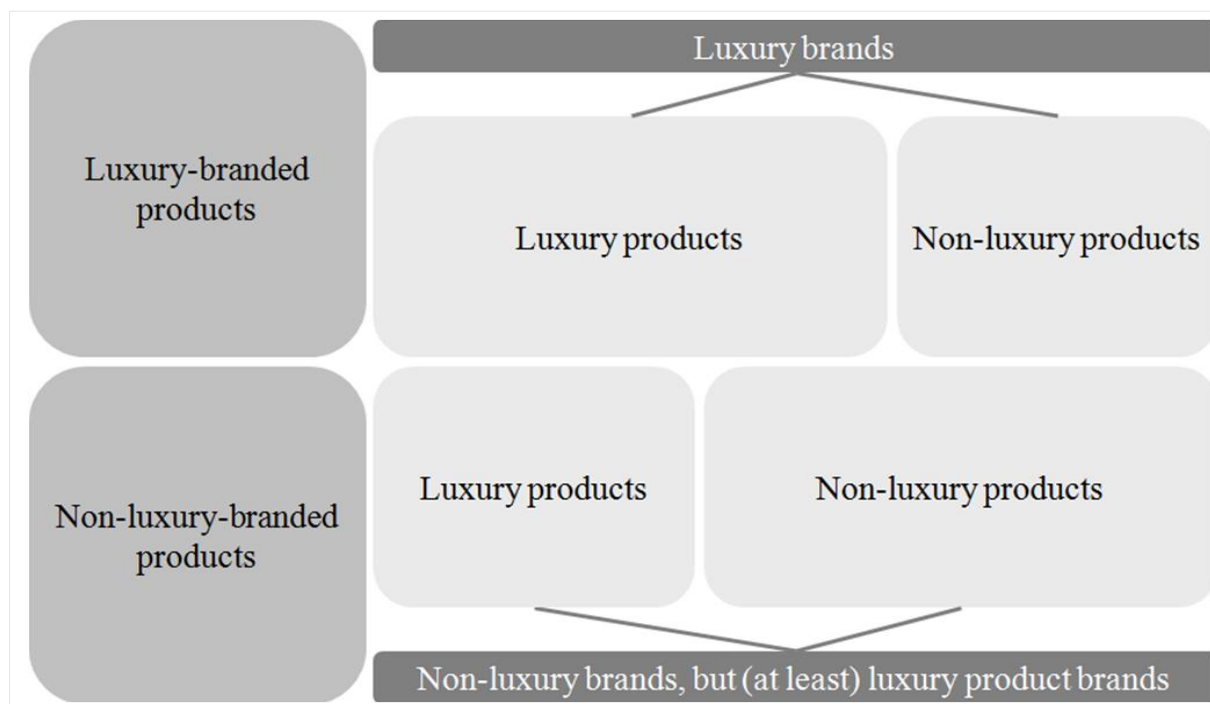 Luxury brands
Luxury-branded
products
Luxury products
Non-luxury products
Non-luxury-branded
products
Luxury products
Non-luxury products
Non-luxury brands, but (at least) luxury product brands